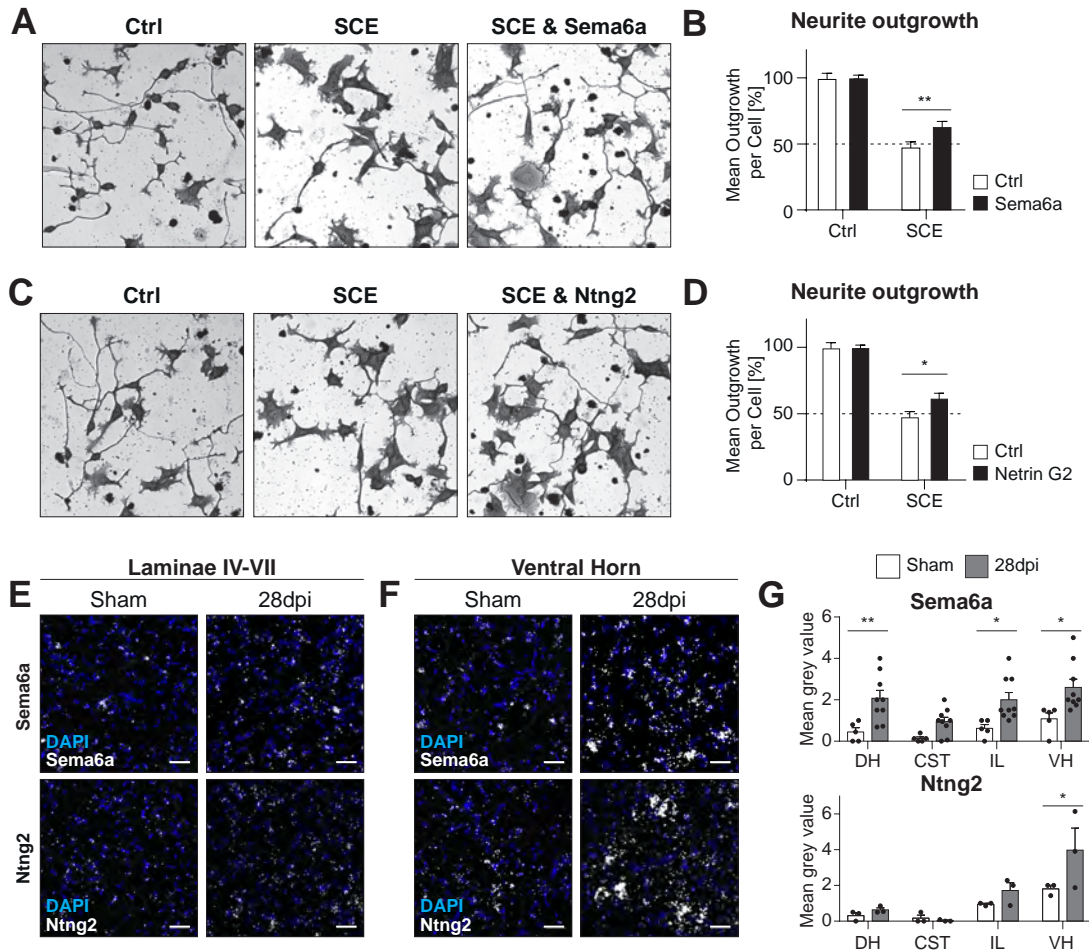 A
Ctrl
SCE
SCE & Sema6a
B
Neurite outgrowth
Mean Outgrowth
per Cell [%]
100
50
0
**
Ctrl
SCE
Ctrl
Sema6a
C
Ctrl
SCE
SCE & Ntng2
D
Neurite outgrowth
Mean Outgrowth
per Cell [%]
100
50
0
*
Ctrl
SCE
Ctrl
Netrin G2
E
Laminae IV-VII
Sham
28dpi
Sema6a
DAPI
Sema6a
Ntng2
DAPI
Ntng2
F
Ventral Horn
Sham
28dpi
DAPI
Sema6a
DAPI
Ntng2
G
Sham
28dpi
Sema6a
Mean grey value
6
4
2
0
**
*
*
DH
CST
IL
VH
Ntng2
Mean grey value
6
4
2
0
*
DH
CST
IL
VH